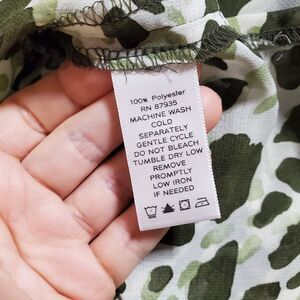 100% Polyester
RN 87935
MACHINE WASH
COLD
SEPARATELY
GENTLE CYCLE
DO NOT BLEACH
TUMBLE DRY LOW
REMOVE
PROMPTLY
LOW IRON
IF NEEDED